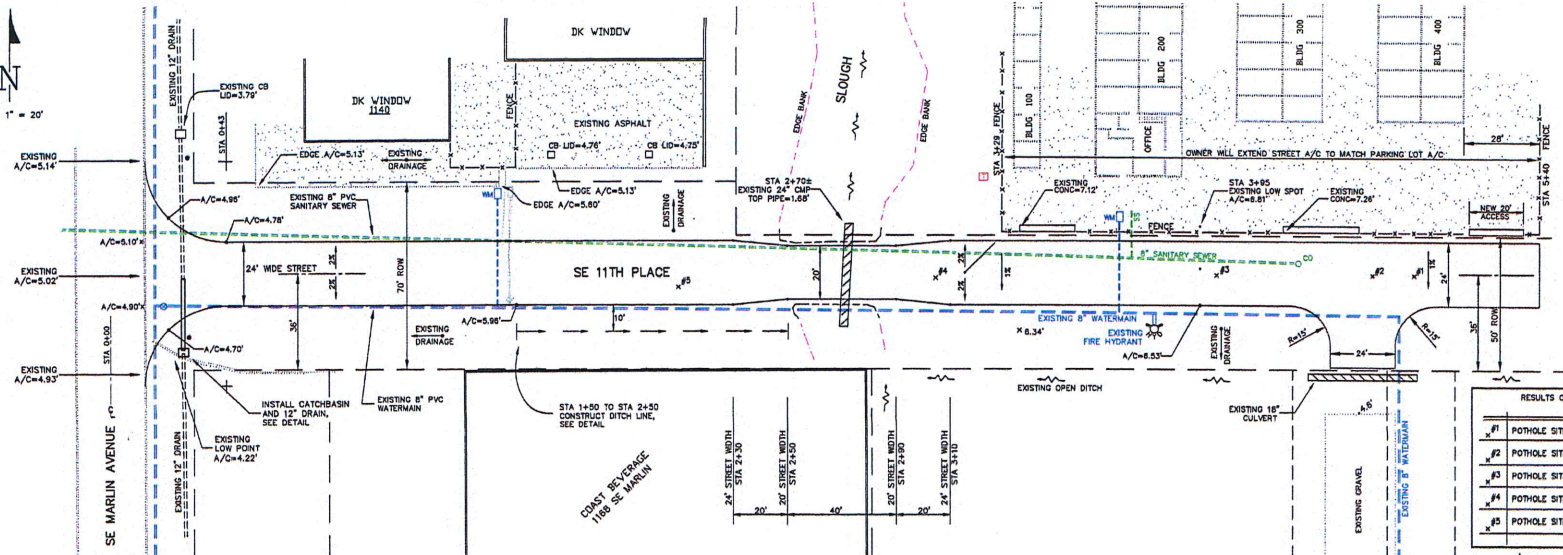 N
1" = 20'
EXISTING 12" DRAIN
EXISTING CB
LID=3.79'
STA 0+43
EXISTING
A/C=5.14'
A/C=4.96'
A/C=4.78'
A/C=5.10'
EXISTING
A/C=5.02'
A/C=4.90'
A/C=4.70'
STA 0+00
EXISTING
A/C=4.93'
SE MARLIN AVENUE
EXISTING 12" DRAIN
EXISTING
LOW POINT
A/C=4.22'
INSTALL CATCHBASIN
AND 12" DRAIN,
SEE DETAIL
EXISTING 8" PVC
WATERMAIN
DK WINDOW
1140
EDGE A/C=5.13'
EXISTING
DRAINAGE
EXISTING 8" PVC
SANITARY SEWER
24' WIDE STREET
2%
2%
36'
70' ROW
EXISTING
DRAINAGE
DK WINDOW
FENCE
EXISTING ASPHALT
CB LID=4.76'
CB LID=4.75'
EDGE A/C=5.13'
EDGE A/C=5.60'
WM
A/C=5.96'
10'
SE 11TH PLACE
#5
EXISTING
DRAINAGE
STA 1+50 TO STA 2+50
CONSTRUCT DITCH LINE,
SEE DETAIL
COAST BEVERAGE
1168 SE MARLIN
EDGE BANK
SLOUGH
EDGE BANK
STA 2+70±
EXISTING 24" CMP
TOP PIPE=1.68'
20'
24' STREET WIDTH
STA 2+30
20' STREET WIDTH
STA 2+50
20' STREET WIDTH
STA 2+90
24' STREET WIDTH
STA 3+10
20'
40'
20'
#4
2%
2%
1%
6.34'
T
STA 3+29
FENCE
BLDG 100
BLDG 200
OFFICE
BLDG 300
BLDG 400
OWNER WILL EXTEND STREET A/C TO MATCH PARKING LOT A/C
28'
FENCE
STA 5+40
EXISTING
CONC=7.12'
STA 3+95
EXISTING LOW SPOT
A/C=6.81'
EXISTING
CONC=7.26'
NEW 20'
ACCESS
WM
SS
FENCE
8" SANITARY SEWER
CO
#3
#2
#1
1%
24'
36'
50' ROW
EXISTING 8" WATERMAIN
EXISTING
FIRE HYDRANT
A/C=6.53'
EXISTING
DRAINAGE
R=15'
R=15'
24'
EXISTING OPEN DITCH
EXISTING 18"
CULVERT
4.6'
EXISTING GRAVEL
EXISTING 8" WATERMAIN
RESULTS
#1 POTHOLE
#2 POTHOLE
#3 POTHOLE
#4 POTHOLE
#5 POTHOLE